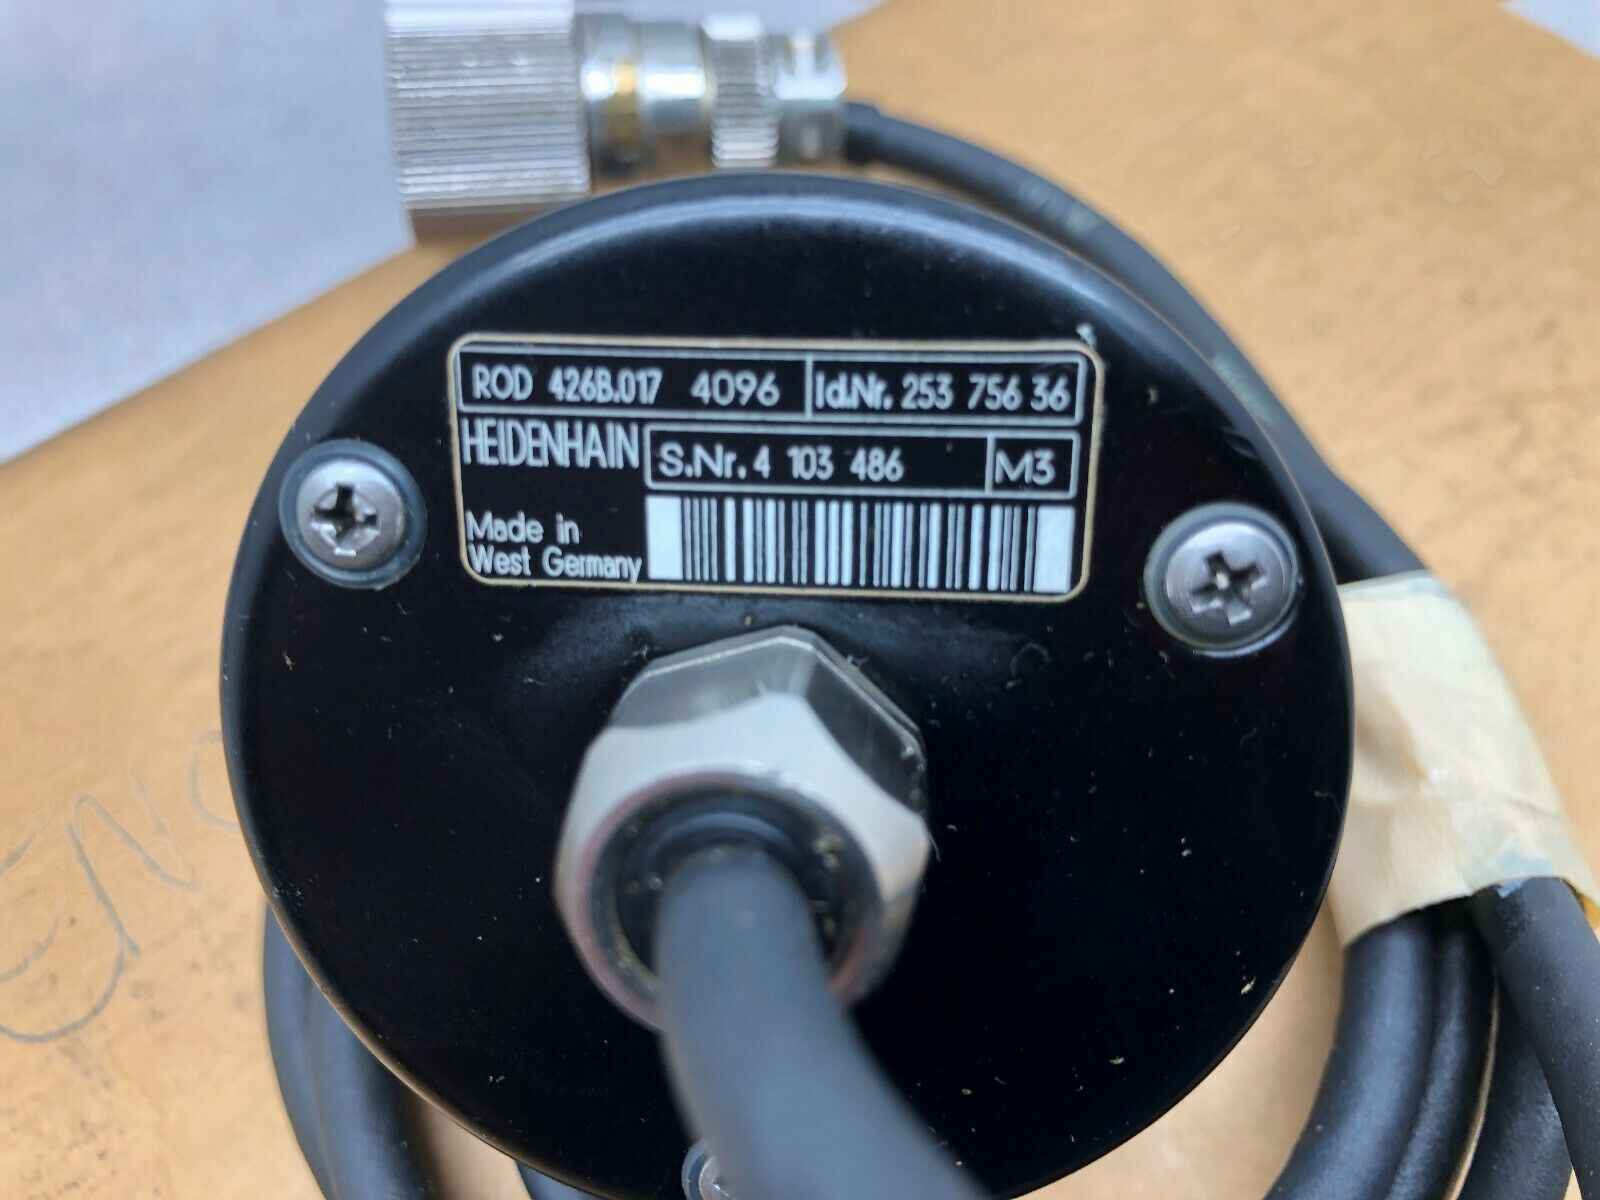 ROD 426B.017 4096 Id.Nr. 253 756 36
HEIDENHAIN S.Nr. 4 103 486 M3
Made in
West Germany